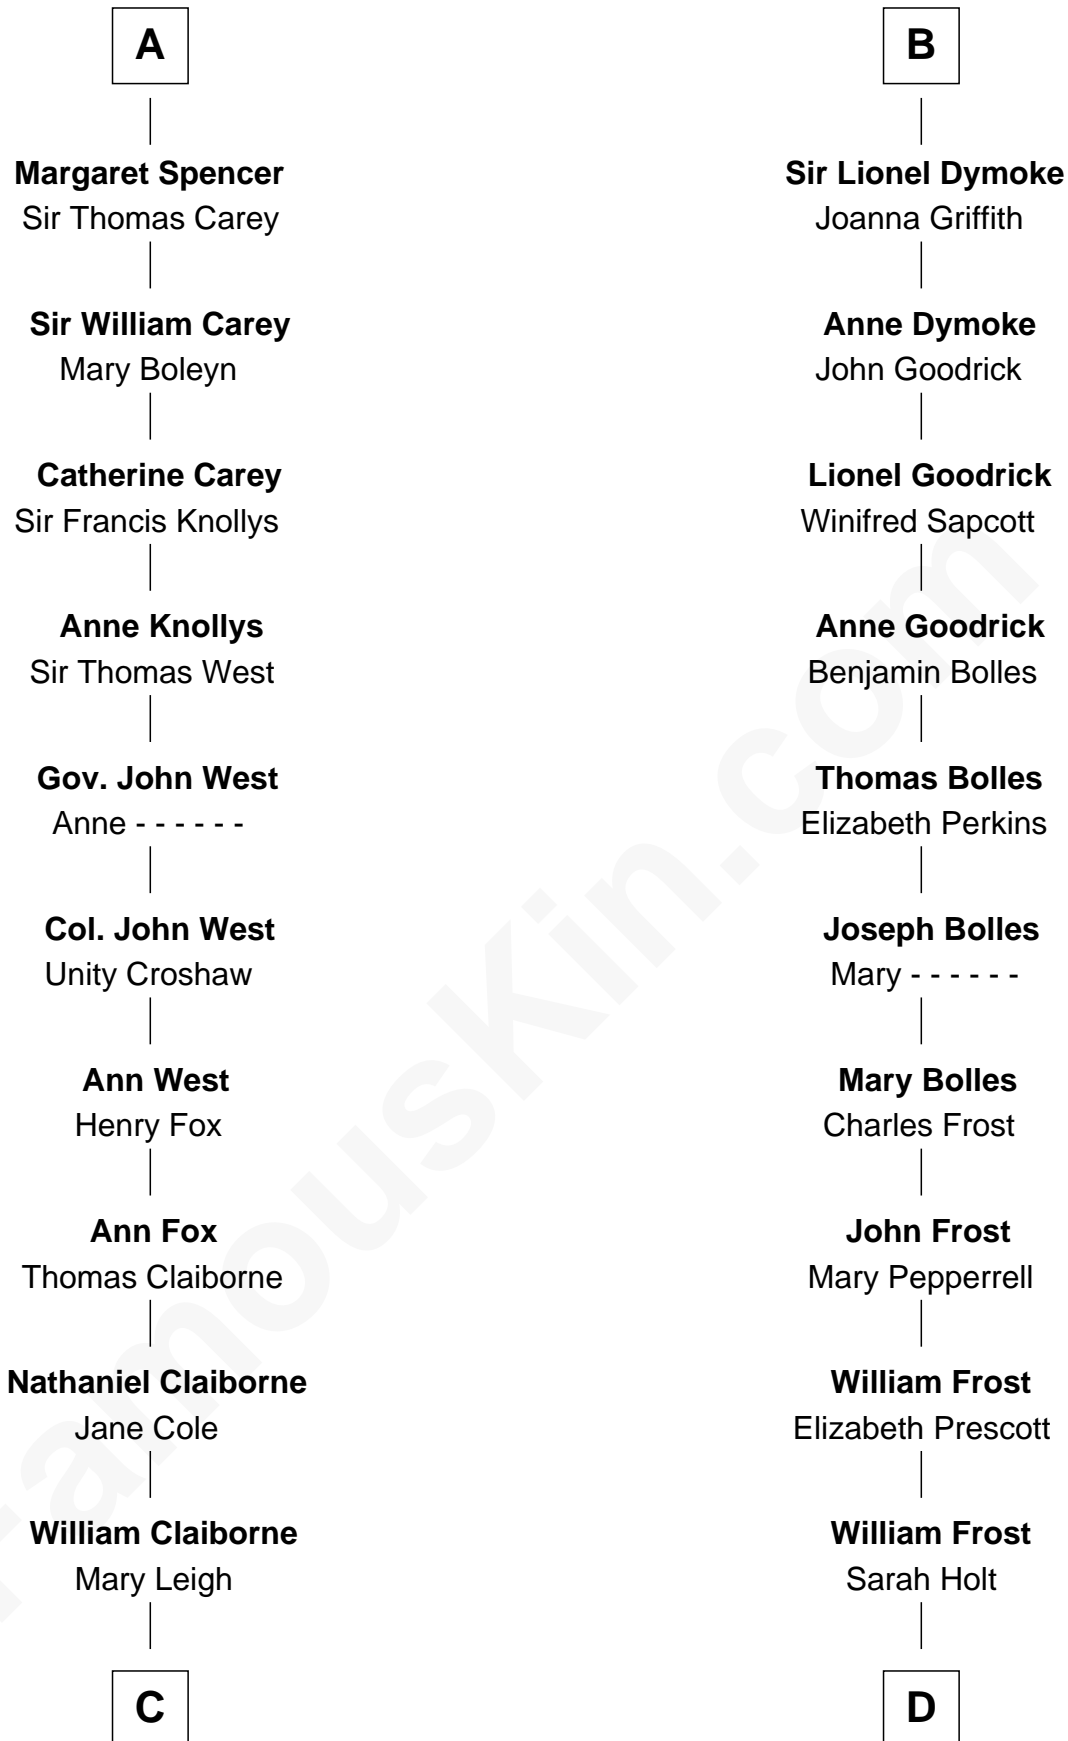 A
Margaret Spencer
Sir Thomas Carey
Sir William Carey
Mary Boleyn
Catherine Carey
Sir Francis Knollys
Anne Knollys
Sir Thomas West
Gov. John West
Anne - - - - - -
Col. John West
Unity Croshaw
Ann West
Henry Fox
Ann Fox
Thomas Claiborne
Nathaniel Claiborne
Jane Cole
William Claiborne
Mary Leigh
C
B
Sir Lionel Dymoke
Joanna Griffith
Anne Dymoke
John Goodrick
Lionel Goodrick
Winifred Sapcott
Anne Goodrick
Benjamin Bolles
Thomas Bolles
Elizabeth Perkins
Joseph Bolles
Mary - - - - - -
Mary Bolles
Charles Frost
John Frost
Mary Pepperrell
William Frost
Elizabeth Prescott
William Frost
Sarah Holt
D
FamousKin.com